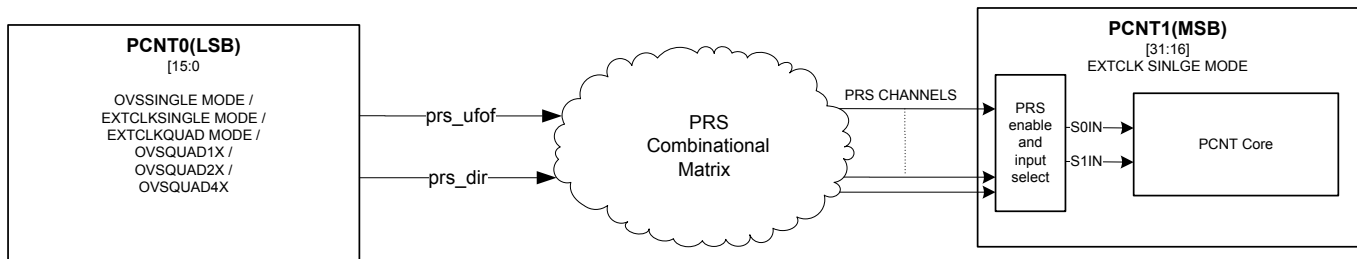 PCNT0(LSB)
[15:0
OVSSINGLE MODE /
EXTCLKSINGLE MODE /
EXTCLKQUAD MODE /
OVSQUAD1X /
OVSQUAD2X /
OVSQUAD4X
prs_ufof
prs_dir
PRS
Combinational
Matrix
PRS CHANNELS
PCNT1(MSB)
[31:16]
EXTCLK SINLGE MODE
PRS
enable
and
input
select
S0IN
S1IN
PCNT Core